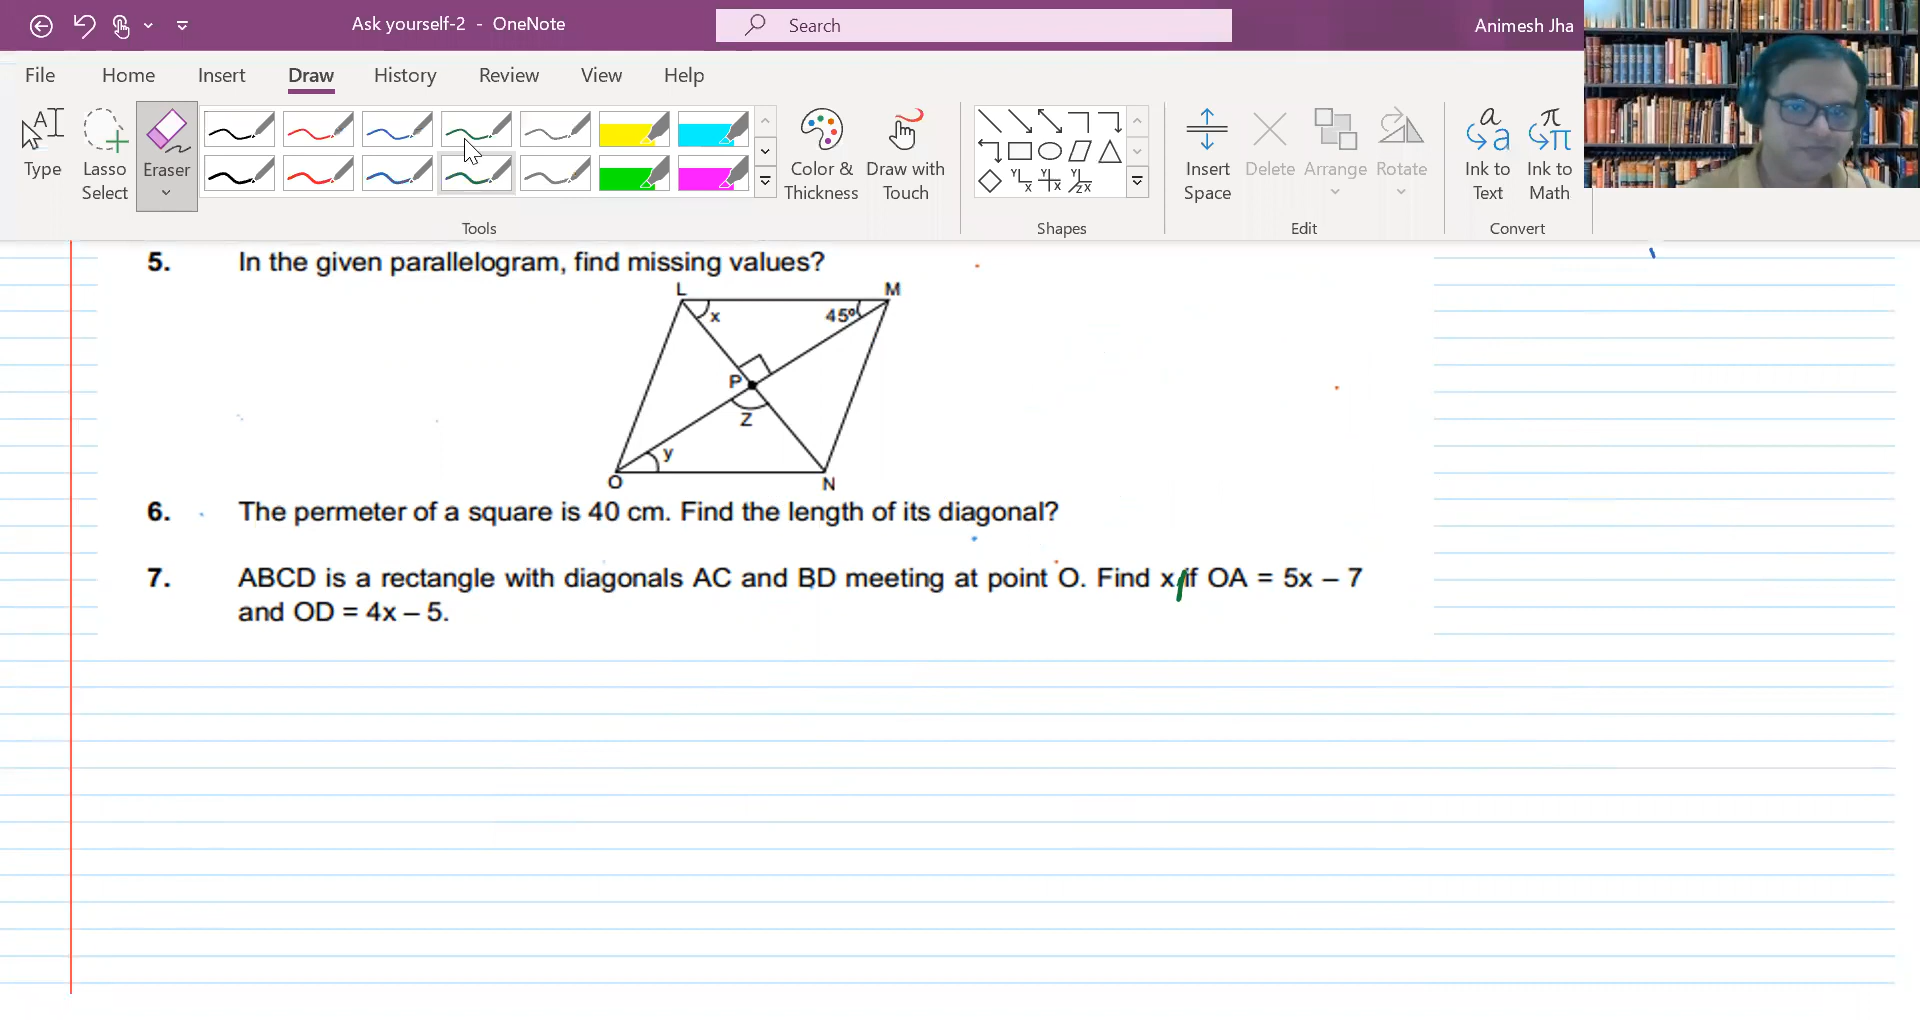 Ask yourself-2 - OneNote
Search
Animesh Jha
File Home Insert Draw History Review View Help
Type
Lasso Select
Eraser
Color & Thickness
Draw with Touch
Insert Space
Delete
Arrange
Rotate
Ink to Text
Ink to Math
Tools
Shapes
Edit
Convert
5. In the given parallelogram, find missing values?
L M
x 45º
P
Z
y
O N
6. The permeter of a square is 40 cm. Find the length of its diagonal?
7. ABCD is a rectangle with diagonals AC and BD meeting at point O. Find x, if OA = 5x – 7
and OD = 4x – 5.